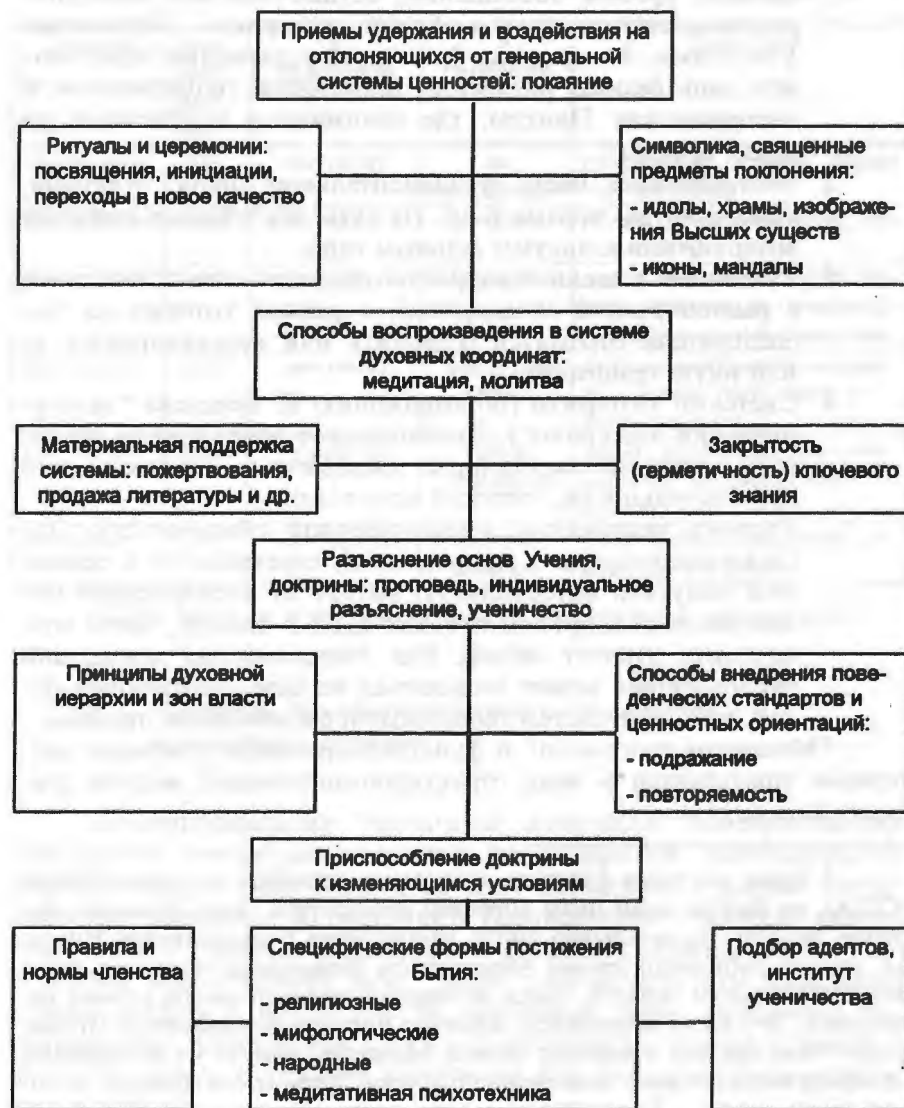 Приемы удержания и воздействия на
отклоняющихся от генеральной
системы ценностей: покаяние
Ритуалы и церемонии:
посвящения, инициации,
переходы в новое качество
Символика, священные
предметы поклонения:
- идолы, храмы, изображе-
ния Высших существ
- иконы, мандалы
Способы воспроизведения в системе
духовных координат:
медитация, молитва
Материальная поддержка
системы: пожертвования,
продажа литературы и др.
Закрытость
(герметичность) ключевого
знания
Разъяснение основ Учения,
доктрины: проповедь, индивидуальное
разъяснение, ученичество
Принципы духовной
иерархии и зон власти
Способы внедрения пове-
денческих стандартов и
ценностных ориентаций:
- подражание
- повторяемость
Приспособление доктрины
к изменяющимся условиям
Правила и
нормы членства
Специфические формы постижения
Бытия:
- религиозные
- мифологические
- народные
- медитативная психотехника
Подбор адептов,
институт
ученичества